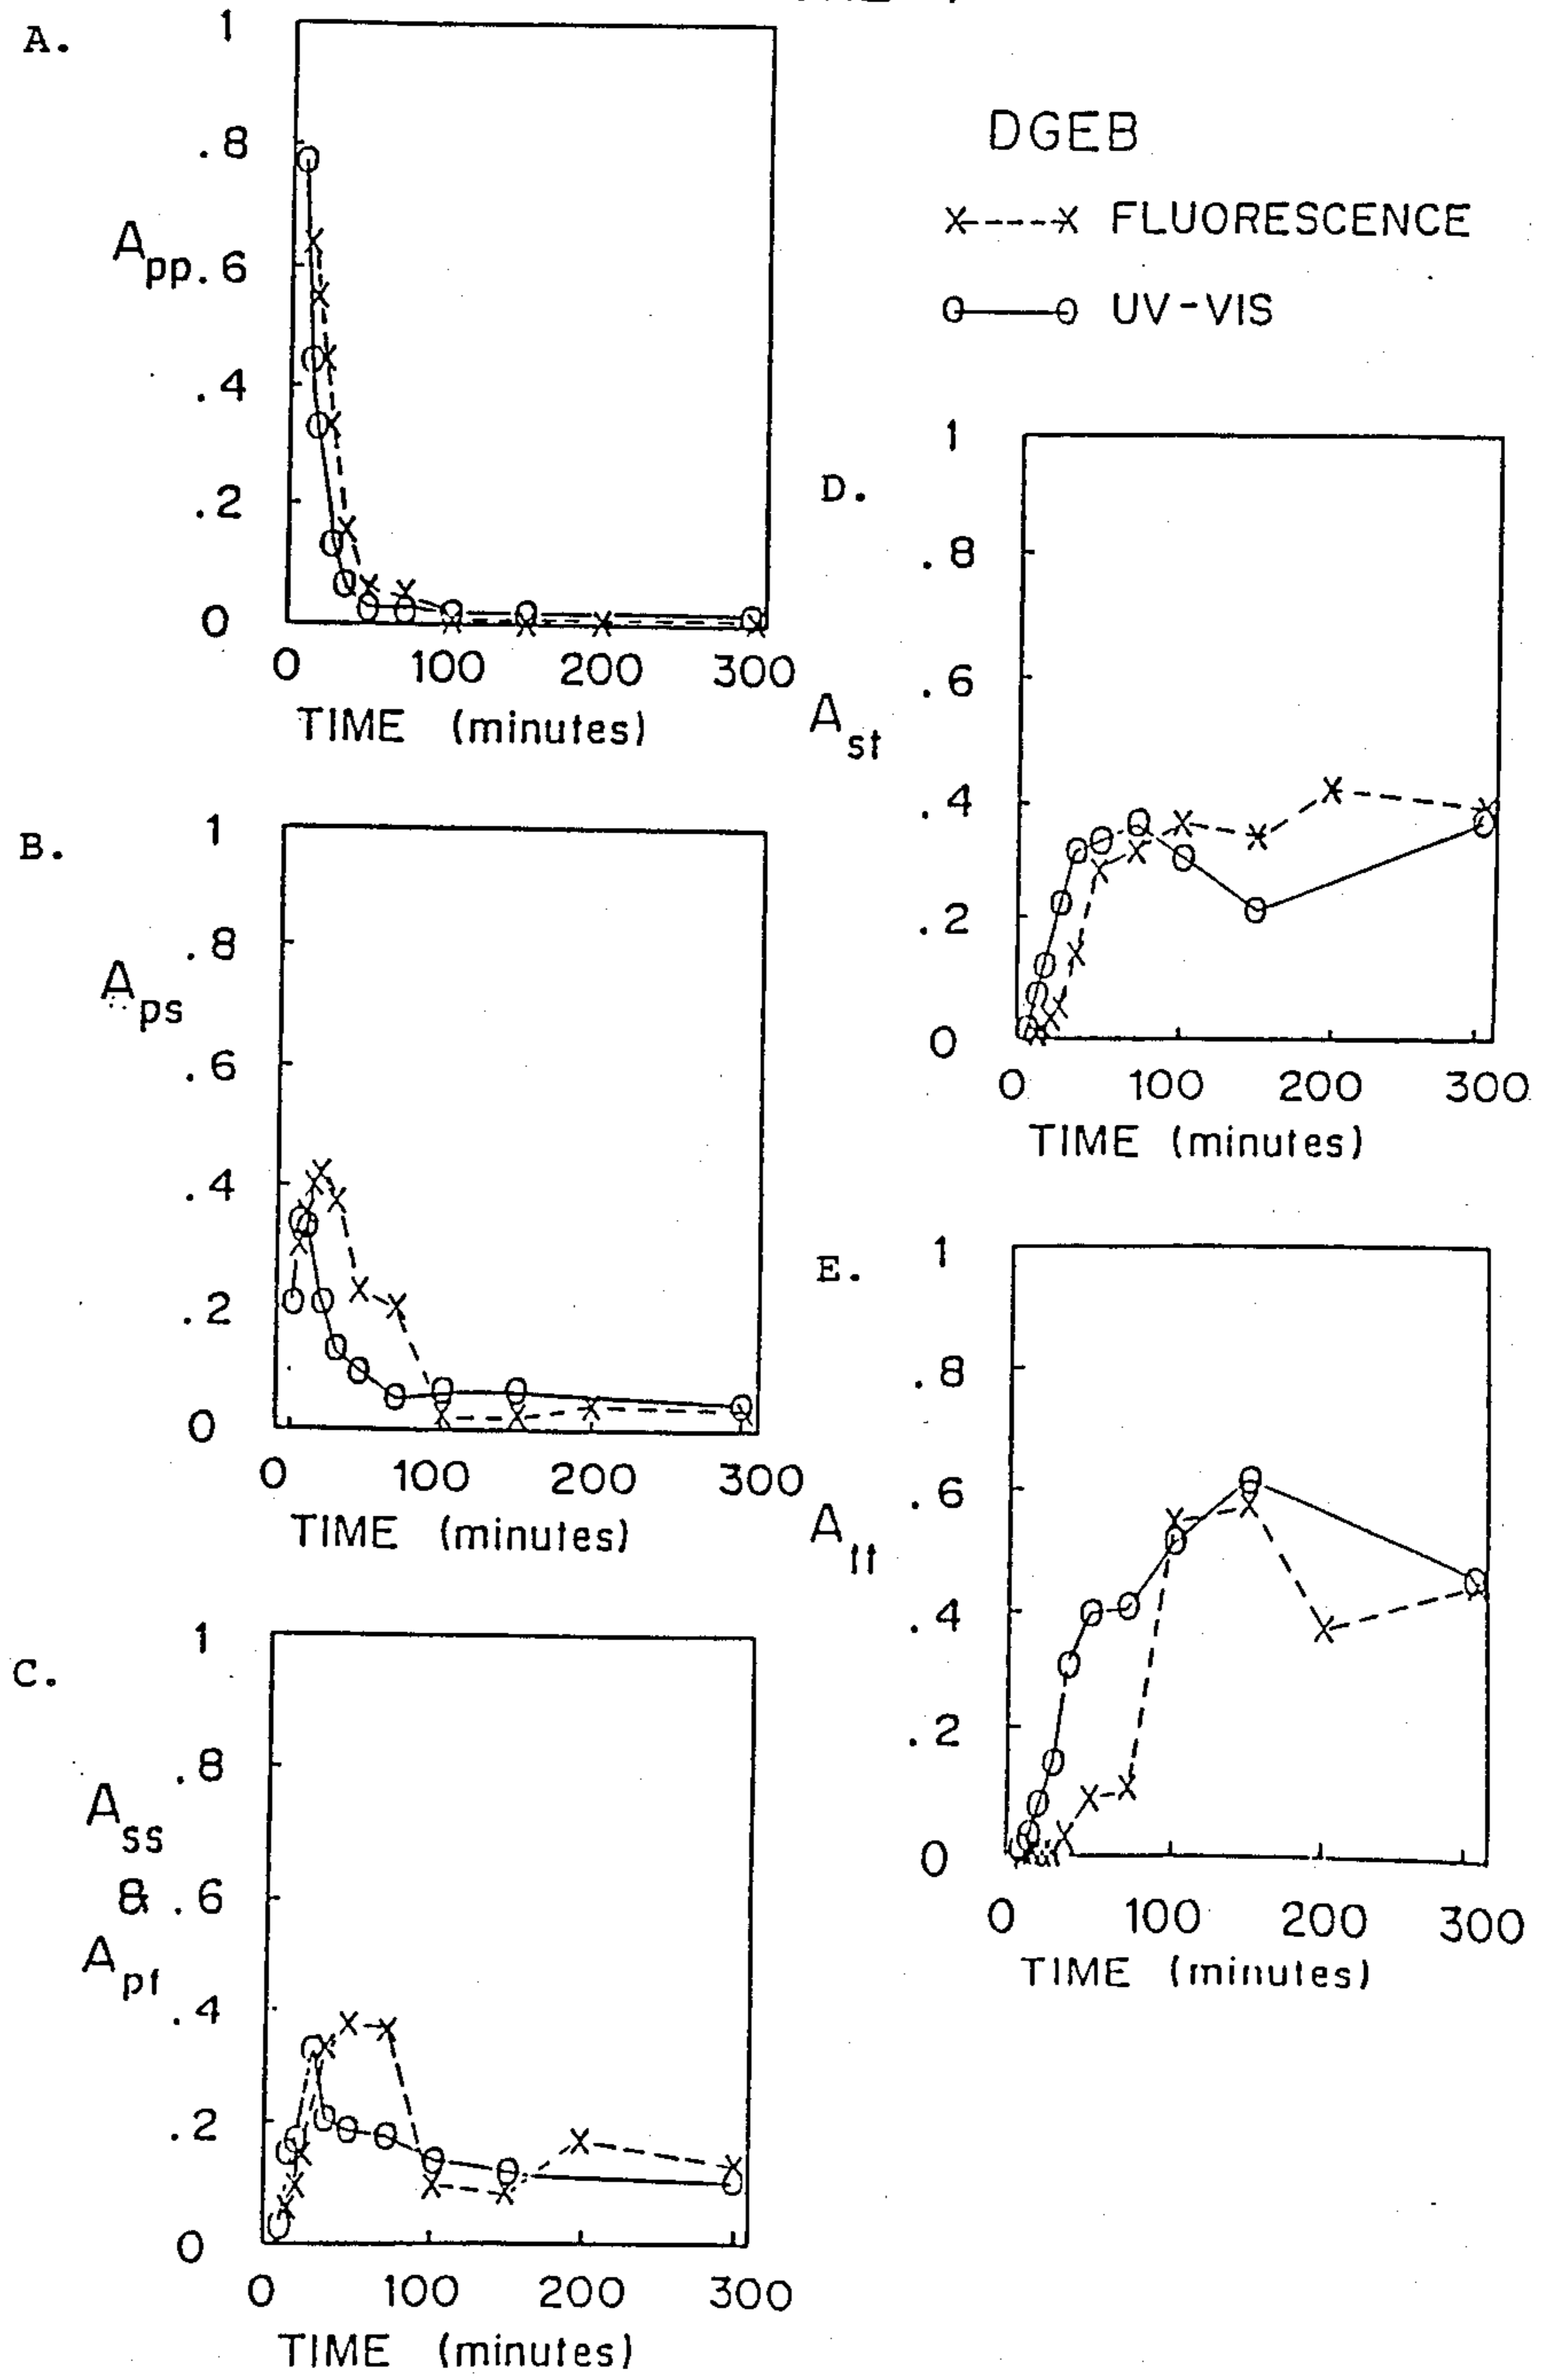 A.
1
.8
App
.6
.4
.2
0
0 100 200 300
TIME (minutes)
DGEB
X----X FLUORESCENCE
O——O UV-VIS
B.
1
.8
Aps
.6
.4
.2
0
0 100 200 300
TIME (minutes)
C.
1
.8
Ass
&
.6
Apt
.4
.2
0
0 100 200 300
TIME (minutes)
D.
1
.8
.6
Ast
.4
.2
0
0 100 200 300
TIME (minutes)
E.
1
.8
.6
Att
.4
.2
0
0 100 200 300
TIME (minutes)